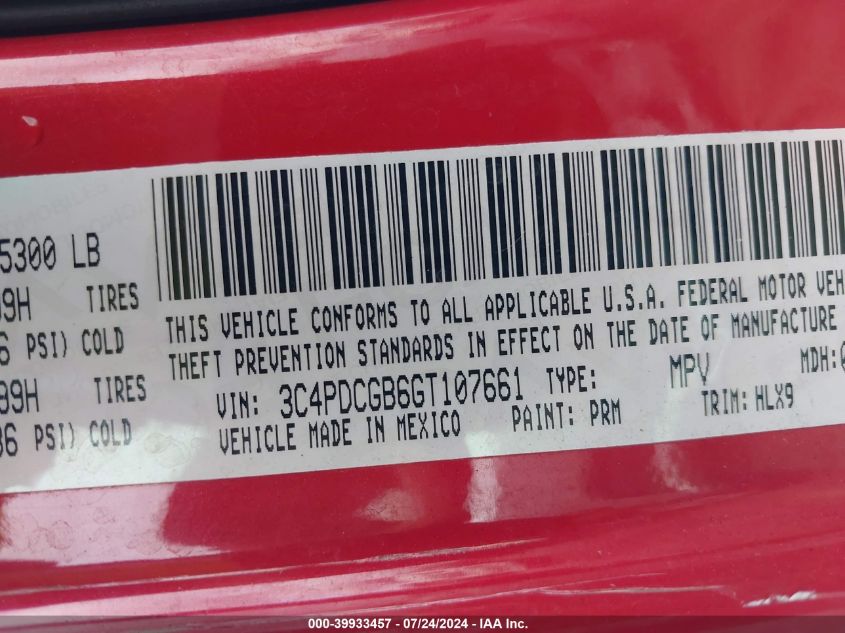 5300 LB
THIS VEHICLE CONFORMS TO ALL APPLICABLE U.S.A. FEDERAL MOTOR VEH
99H TIRES
THEFT PREVENTION STANDARDS IN EFFECT ON THE DATE OF MANUFACTURE
6 PSI) COLD
VIN: 3C4PDCGB6GT107661 TYPE: MPV MDH:
99H TIRES
VEHICLE MADE IN MEXICO PAINT: PRM TRIM: HLX9
36 PSI) COLD
000-39933457 - 07/24/2024 - IAA Inc.